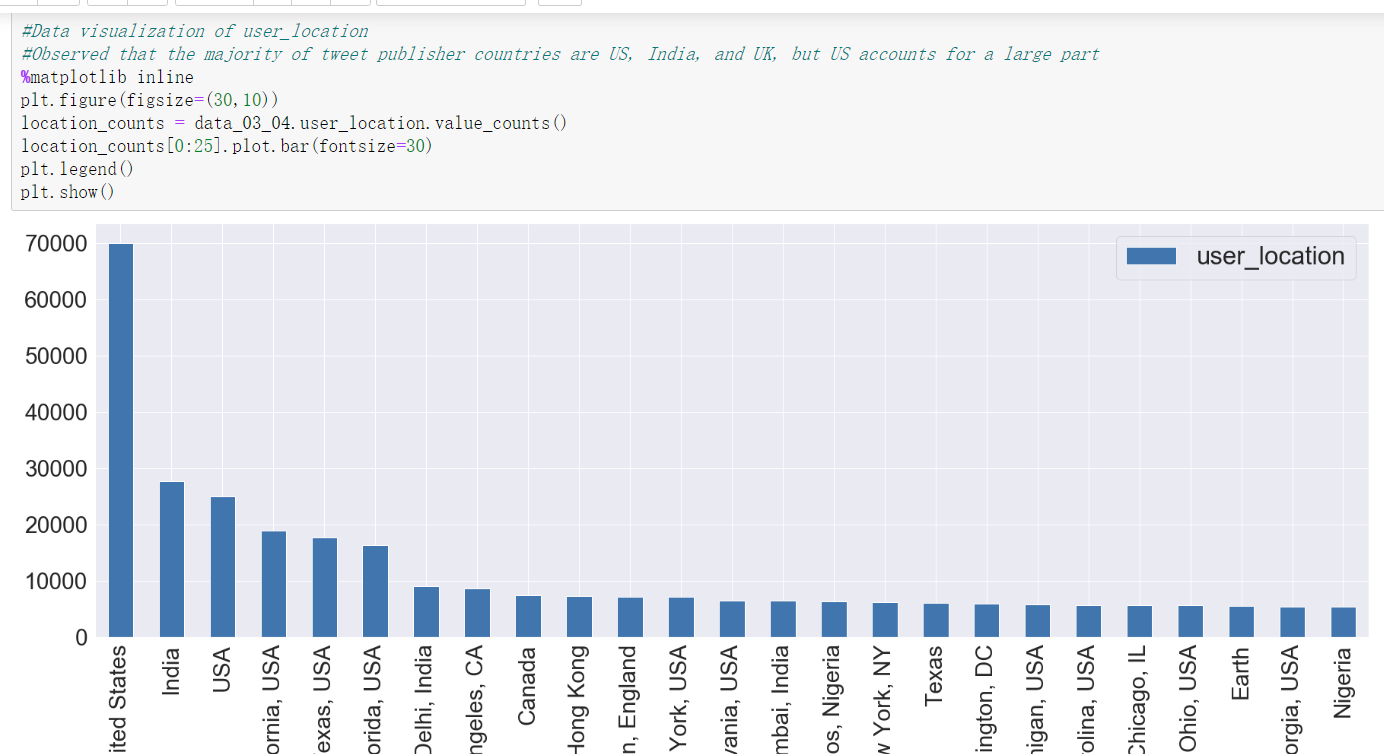 #Data visualization of user_location
#Observed that the majority of tweet publisher countries are US, India, and UK, but US accounts for a large part
%matplotlib inline
plt.figure(figsize=(30,10))
location_counts = data_03_04.user_location.value_counts()
location_counts[0:25].plot.bar(fontsize=30)
plt.legend()
plt.show()
user_location
70000
60000
50000
40000
30000
20000
10000
0
ited States
India
USA
ornia, USA
exas, USA
orida, USA
Delhi, India
ngeles, CA
Canada
Hong Kong
n, England
York, USA
vania, USA
mbai, India
os, Nigeria
w York, NY
Texas
ington, DC
higan, USA
olina, USA
Chicago, IL
Ohio, USA
Earth
orgia, USA
Nigeria